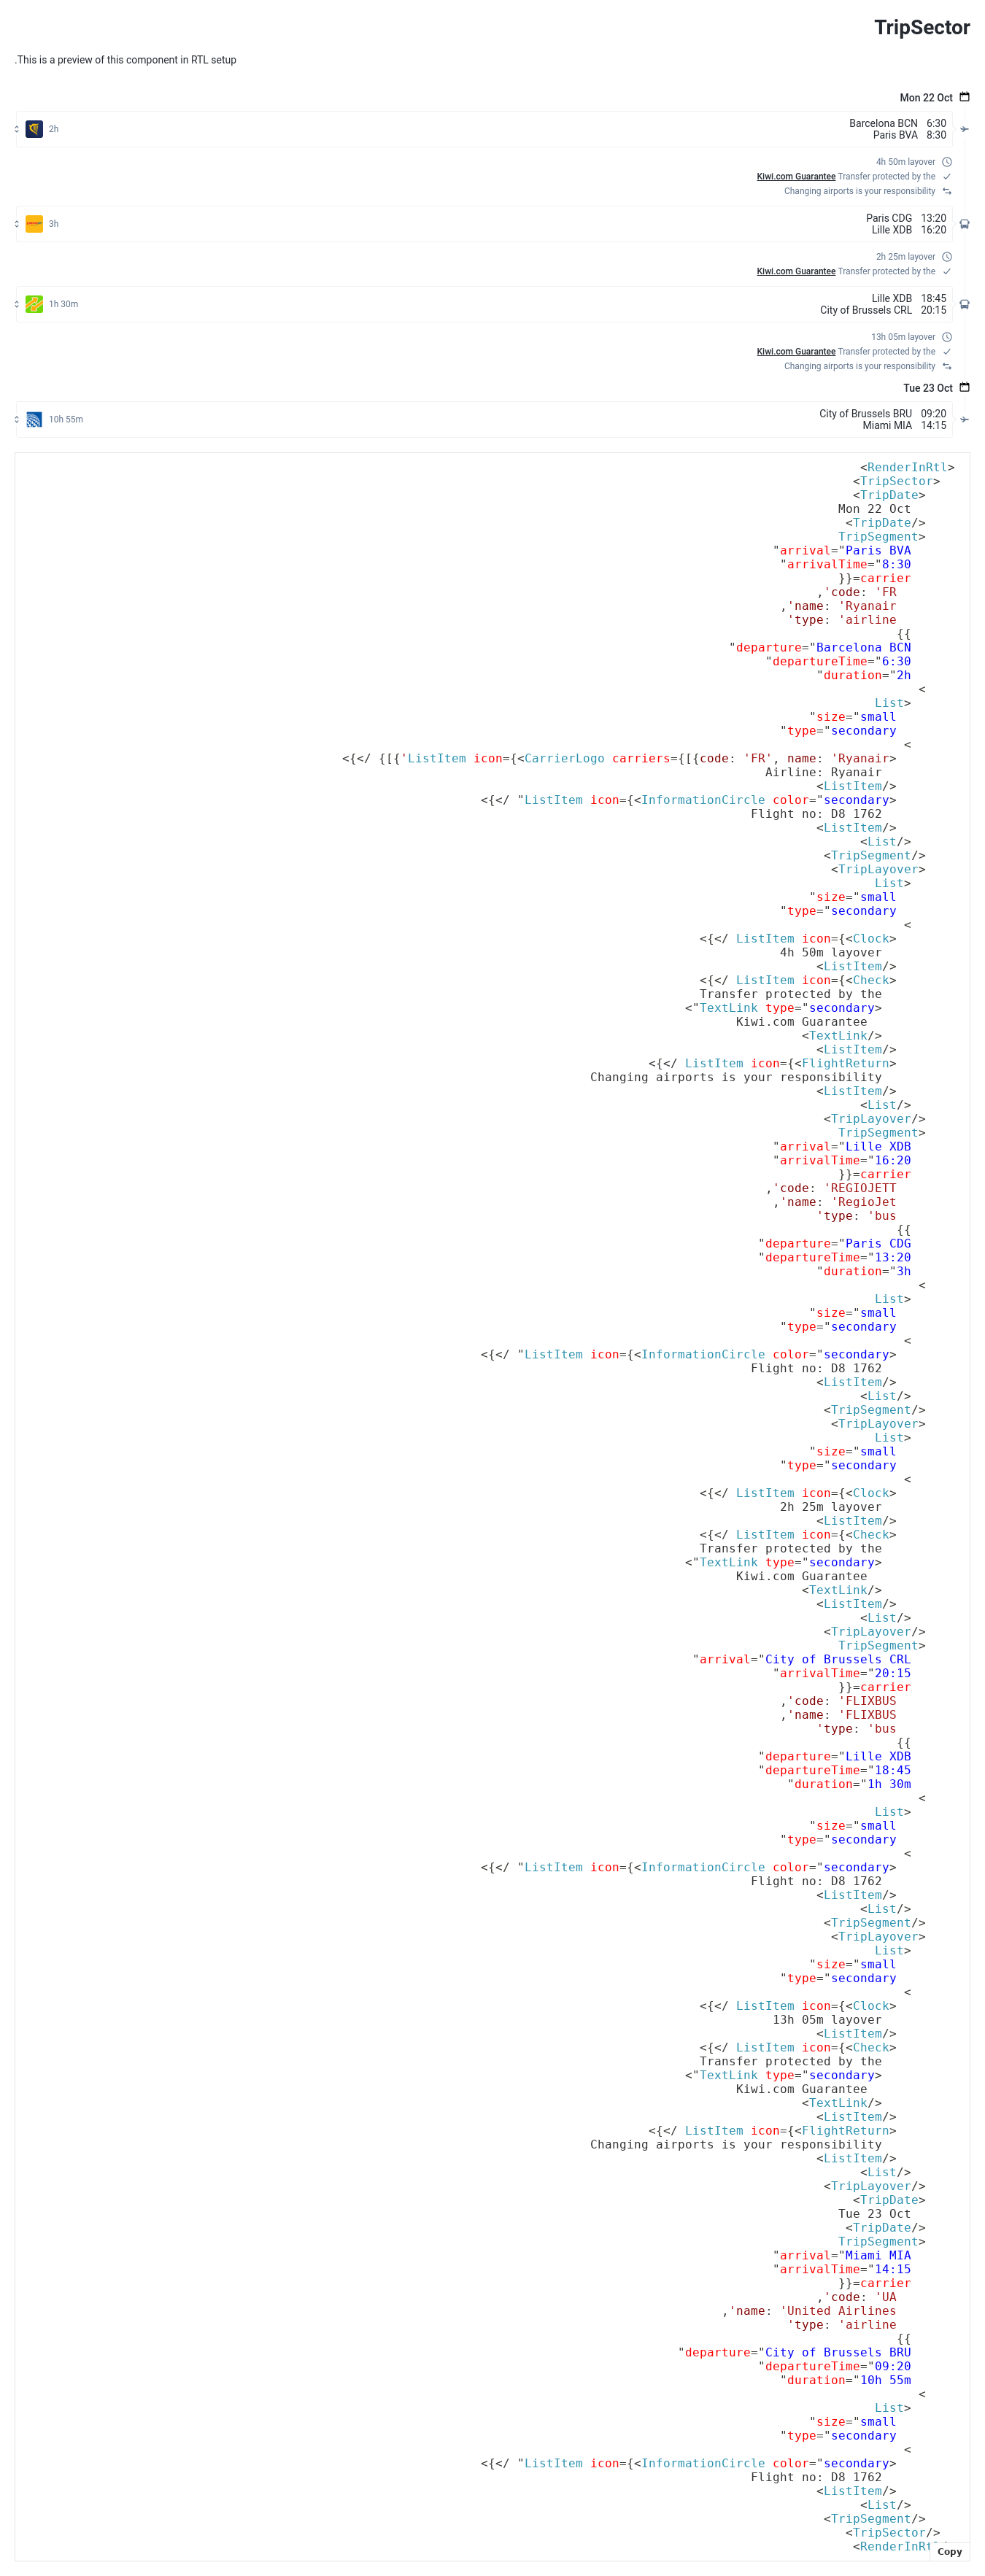 TripSector
This is a preview of this component in RTL setup.
Mon 22 Oct
6:30 Barcelona BCN
8:30 Paris BVA
2h
4h 50m layover
Transfer protected by the Kiwi.com Guarantee
Changing airports is your responsibility
13:20 Paris CDG
16:20 Lille XDB
3h
2h 25m layover
Transfer protected by the Kiwi.com Guarantee
18:45 Lille XDB
20:15 City of Brussels CRL
1h 30m
13h 05m layover
Transfer protected by the Kiwi.com Guarantee
Changing airports is your responsibility
Tue 23 Oct
09:20 City of Brussels BRU
14:15 Miami MIA
10h 55m
<RenderInRtl>
<TripSector>
<TripDate>
Mon 22 Oct
</TripDate>
<TripSegment
arrival="Paris BVA"
arrivalTime="8:30"
carrier={{
code: 'FR',
name: 'Ryanair',
type: 'airline'
}}
departure="Barcelona BCN"
departureTime="6:30"
duration="2h"
>
<List
size="small"
type="secondary"
>
<ListItem icon={<CarrierLogo carriers={[{code: 'FR', name: 'Ryanair'}]} />}>
Airline: Ryanair
</ListItem>
<ListItem icon={<InformationCircle color="secondary" />}>
Flight no: D8 1762
</ListItem>
</List>
</TripSegment>
<TripLayover>
<List
size="small"
type="secondary"
>
<ListItem icon={<Clock />}>
4h 50m layover
</ListItem>
<ListItem icon={<Check />}>
Transfer protected by the
<TextLink type="secondary">
Kiwi.com Guarantee
</TextLink>
</ListItem>
<ListItem icon={<FlightReturn />}>
Changing airports is your responsibility
</ListItem>
</List>
</TripLayover>
<TripSegment
arrival="Lille XDB"
arrivalTime="16:20"
carrier={{
code: 'REGIOJETT',
name: 'RegioJet',
type: 'bus'
}}
departure="Paris CDG"
departureTime="13:20"
duration="3h"
>
<List
size="small"
type="secondary"
>
<ListItem icon={<InformationCircle color="secondary" />}>
Flight no: D8 1762
</ListItem>
</List>
</TripSegment>
<TripLayover>
<List
size="small"
type="secondary"
>
<ListItem icon={<Clock />}>
2h 25m layover
</ListItem>
<ListItem icon={<Check />}>
Transfer protected by the
<TextLink type="secondary">
Kiwi.com Guarantee
</TextLink>
</ListItem>
</List>
</TripLayover>
<TripSegment
arrival="City of Brussels CRL"
arrivalTime="20:15"
carrier={{
code: 'FLIXBUS',
name: 'FLIXBUS',
type: 'bus'
}}
departure="Lille XDB"
departureTime="18:45"
duration="1h 30m"
>
<List
size="small"
type="secondary"
>
<ListItem icon={<InformationCircle color="secondary" />}>
Flight no: D8 1762
</ListItem>
</List>
</TripSegment>
<TripLayover>
<List
size="small"
type="secondary"
>
<ListItem icon={<Clock />}>
13h 05m layover
</ListItem>
<ListItem icon={<Check />}>
Transfer protected by the
<TextLink type="secondary">
Kiwi.com Guarantee
</TextLink>
</ListItem>
<ListItem icon={<FlightReturn />}>
Changing airports is your responsibility
</ListItem>
</List>
</TripLayover>
<TripDate>
Tue 23 Oct
</TripDate>
<TripSegment
arrival="Miami MIA"
arrivalTime="14:15"
carrier={{
code: 'UA',
name: 'United Airlines',
type: 'airline'
}}
departure="City of Brussels BRU"
departureTime="09:20"
duration="10h 55m"
>
<List
size="small"
type="secondary"
>
<ListItem icon={<InformationCircle color="secondary" />}>
Flight no: D8 1762
</ListItem>
</List>
</TripSegment>
</TripSector>
Copy